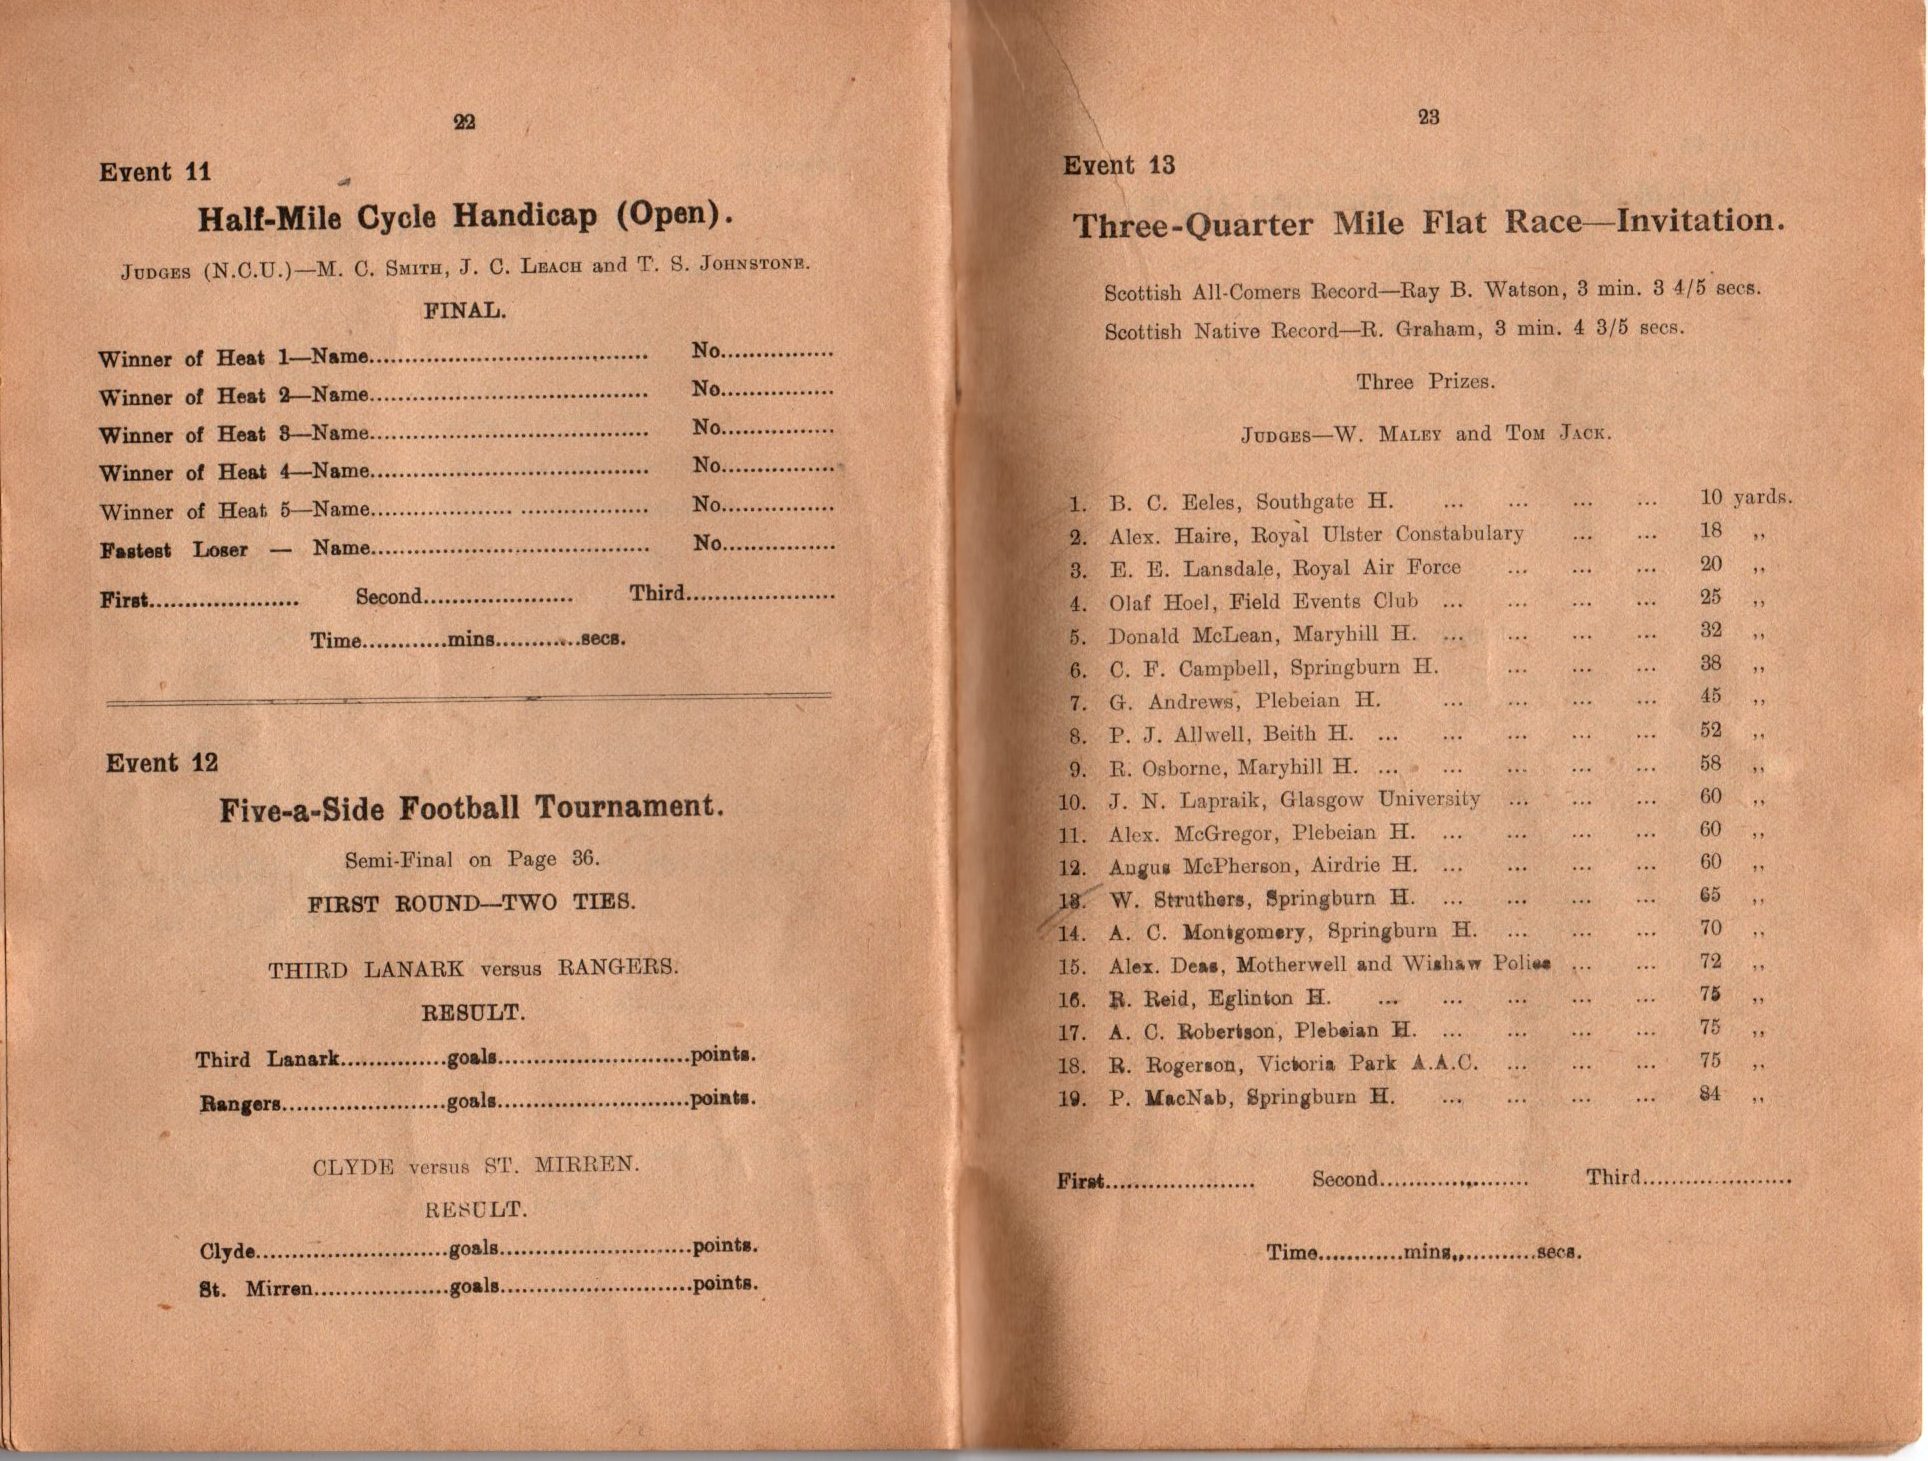 22
Event 11
Half-Mile Cycle Handicap (Open).
JUDGES (N.C.U.)—M. C. SMITH, J. C. LEACH and T. S. JOHNSTONE.
FINAL.
Winner of Heat 1—Name....................................... No................
Winner of Heat 2—Name....................................... No................
Winner of Heat 3—Name....................................... No................
Winner of Heat 4—Name....................................... No................
Winner of Heat 5—Name....................................... No................
Fastest Loser — Name....................................... No................
First..................... Second..................... Third.....................
Time............mins............secs.
Event 12
Five-a-Side Football Tournament.
Semi-Final on Page 36.
FIRST ROUND—TWO TIES.
THIRD LANARK versus RANGERS.
RESULT.
Third Lanark...............goals...........................points.
Rangers.......................goals...........................points.
CLYDE versus ST. MIRREN.
RESULT.
Clyde...........................goals...........................points.
St. Mirren...................goals...........................points.
23
Event 13
Three-Quarter Mile Flat Race—Invitation.
Scottish All-Comers Record—Ray B. Watson, 3 min. 3 4/5 secs.
Scottish Native Record—R. Graham, 3 min. 4 3/5 secs.
Three Prizes.
JUDGES—W. MALEY and TOM JACK.
1. B. C. Eeles, Southgate H. ... ... ... ... 10 yards.
2. Alex. Haire, Royal Ulster Constabulary ... ... 18 ,,
3. E. E. Lansdale, Royal Air Force ... ... ... 20 ,,
4. Olaf Hoel, Field Events Club ... ... ... ... 25 ,,
5. Donald McLean, Maryhill H. ... ... ... ... 32 ,,
6. C. F. Campbell, Springburn H. ... ... ... 38 ,,
7. G. Andrews, Plebeian H. ... ... ... ... 45 ,,
8. P. J. Allwell, Beith H. ... ... ... ... ... 52 ,,
9. R. Osborne, Maryhill H. ... ... ... ... ... 58 ,,
10. J. N. Lapraik, Glasgow University ... ... ... 60 ,,
11. Alex. McGregor, Plebeian H. ... ... ... ... 60 ,,
12. Angus McPherson, Airdrie H. ... ... ... ... 60 ,,
13. W. Struthers, Springburn H. ... ... ... ... 65 ,,
14. A. C. Montgomery, Springburn H. ... ... ... 70 ,,
15. Alex. Deas, Motherwell and Wishaw Police ... ... 72 ,,
16. R. Reid, Eglinton H. ... ... ... ... ... 75 ,,
17. A. C. Robertson, Plebeian H. ... ... ... ... 75 ,,
18. R. Rogerson, Victoria Park A.A.C. ... ... ... 75 ,,
19. P. MacNab, Springburn H. ... ... ... ... 84 ,,
First..................... Second..................... Third.....................
Time............mins............secs.